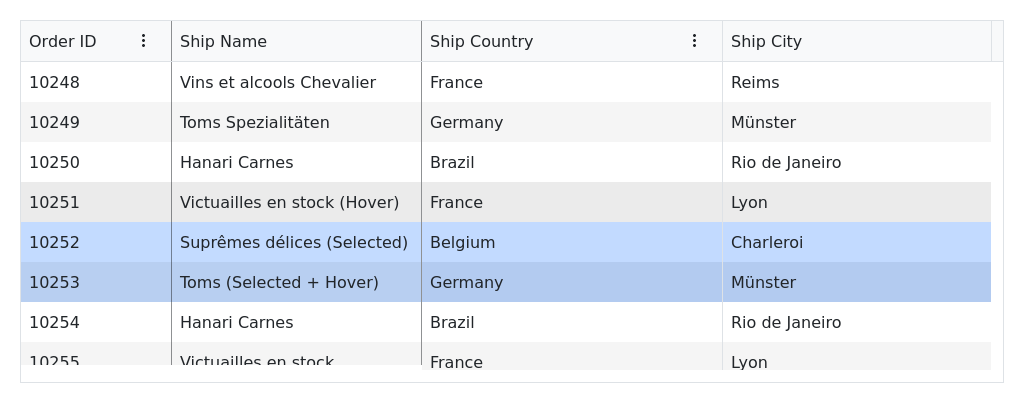 Order ID Ship Name Ship Country Ship City
10248 Vins et alcools Chevalier France Reims
10249 Toms Spezialitäten Germany Münster
10250 Hanari Carnes Brazil Rio de Janeiro
10251 Victuailles en stock (Hover) France Lyon
10252 Suprêmes délices (Selected) Belgium Charleroi
10253 Toms (Selected + Hover) Germany Münster
10254 Hanari Carnes Brazil Rio de Janeiro
10255 Victuailles en stock France Lyon